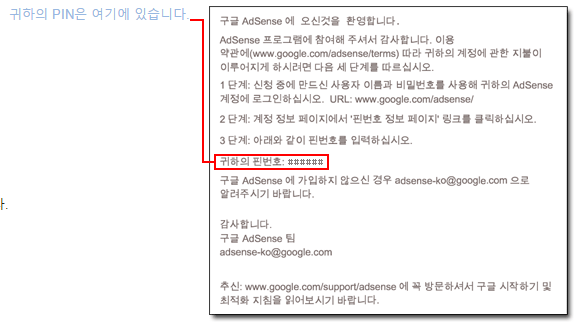 귀하의 PIN은 여기에 있습니다.
구글 AdSense 에 오신것을 환영합니다.
AdSense 프로그램에 참여해 주셔서 감사합니다. 이용
약관에(www.google.com/adsense/terms) 따라 귀하의 계정에 관한 지불이
이루어지게 하시려면 다음 세 단계를 따르십시오.
1 단계: 신청 중에 만드신 사용자 이름과 비밀번호를 사용해 귀하의 AdSense
계정에 로그인하십시오. URL: www.google.com/adsense/
2 단계: 계정 정보 페이지에서 '핀번호 정보 페이지' 링크를 클릭하십시오.
3 단계: 아래와 같이 핀번호를 입력하십시오.
귀하의 핀번호: ######
구글 AdSense 에 가입하지 않으신 경우 adsense-ko@google.com 으로
알려주시기 바랍니다.
다.
감사합니다.
구글 AdSense 팀
adsense-ko@google.com
추신: www.google.com/support/adsense 에 꼭 방문하셔서 구글 시작하기 및
최적화 지침을 읽어보시기 바랍니다.